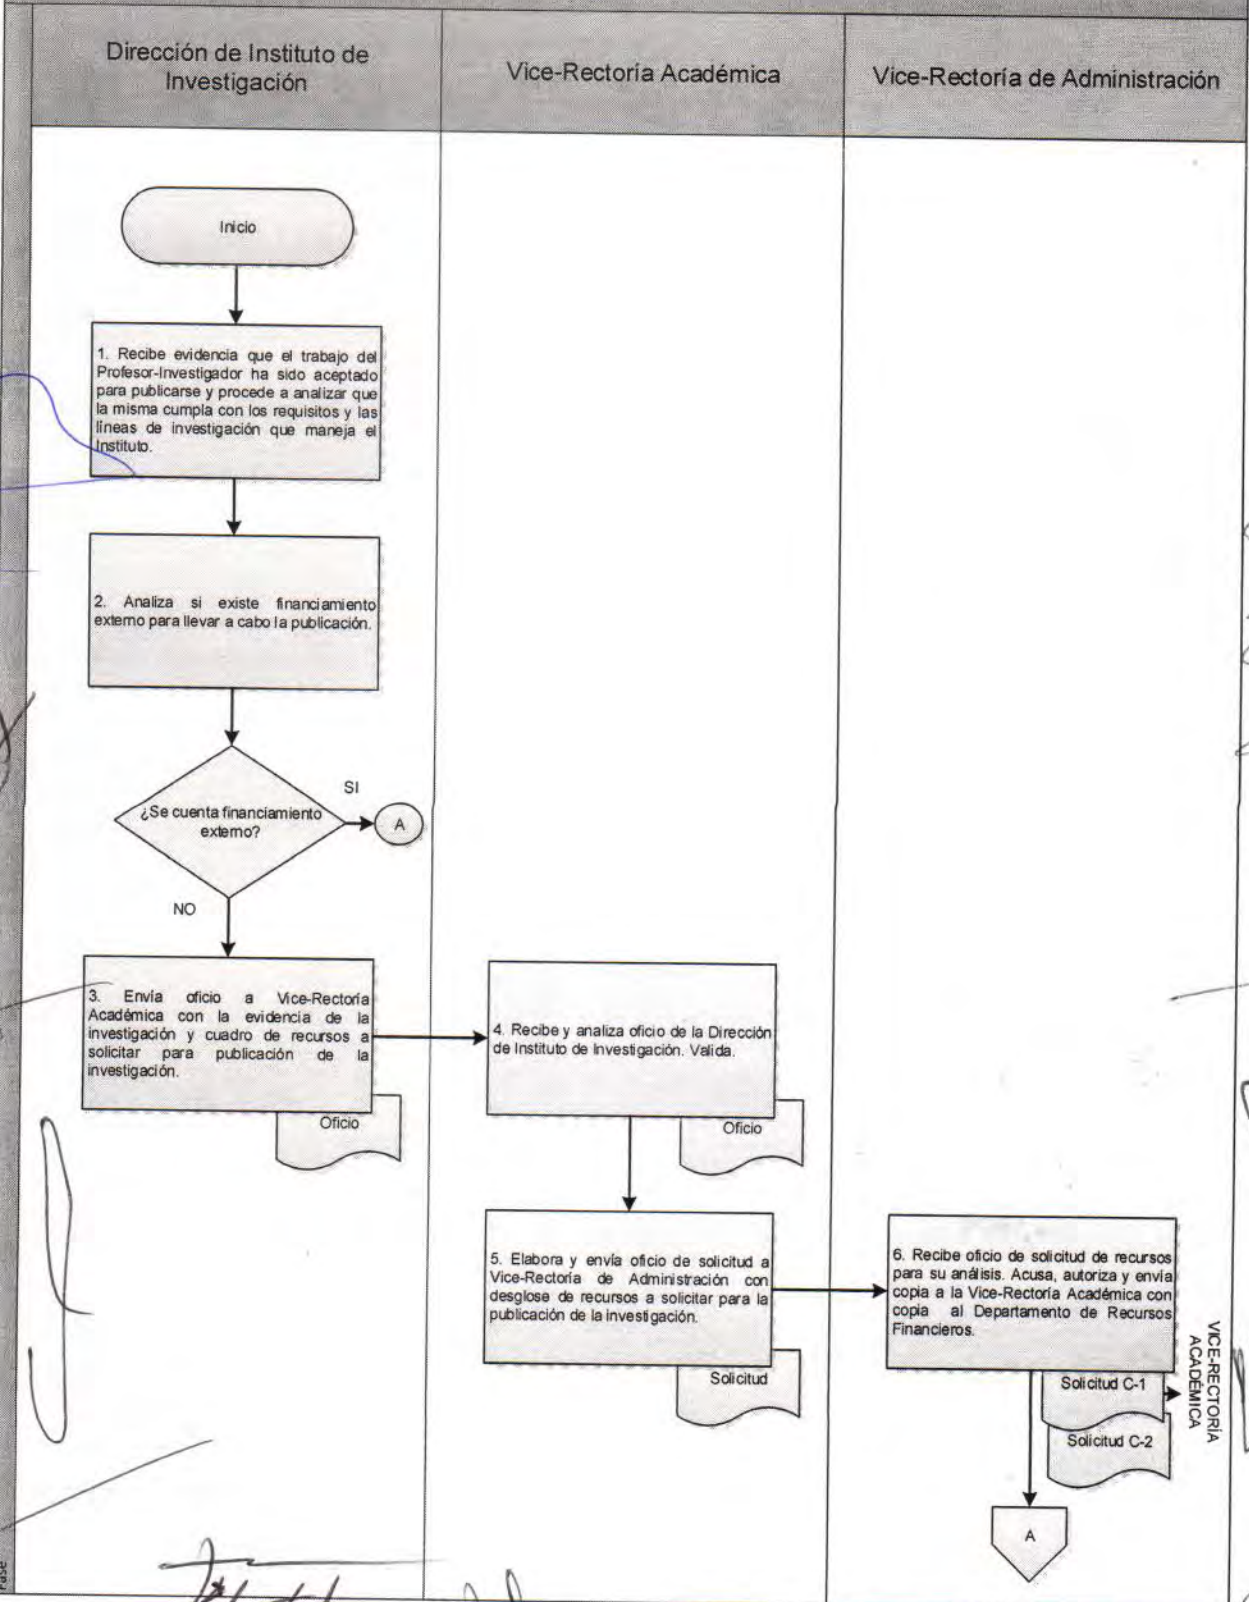 Dirección de Instituto de
Investigación
Vice-Rectoría Académica
Vice-Rectoría de Administración
Inicio
1. Recibe evidencia que el trabajo del
Profesor-Investigador ha sido aceptado
para publicarse y procede a analizar que
la misma cumpla con los requisitos y las
líneas de investigación que maneja el
Instituto.
2. Analiza si existe financiamiento
externo para llevar a cabo la publicación.
¿Se cuenta financiamiento
externo?
SI
A
NO
3. Envía oficio a Vice-Rectoría
Académica con la evidencia de la
investigación y cuadro de recursos a
solicitar para publicación de la
investigación.
Oficio
4. Recibe y analiza oficio de la Dirección
de Instituto de Investigación. Valida.
Oficio
5. Elabora y envía oficio de solicitud a
Vice-Rectoría de Administración con
desglose de recursos a solicitar para la
publicación de la investigación.
Solicitud
6. Recibe oficio de solicitud de recursos
para su análisis. Acusa, autoriza y envía
copia a la Vice-Rectoría Académica con
copia al Departamento de Recursos
Financieros.
Solicitud C-1
Solicitud C-2
VICE-RECTORÍA
ACADÉMICA
A
Fase